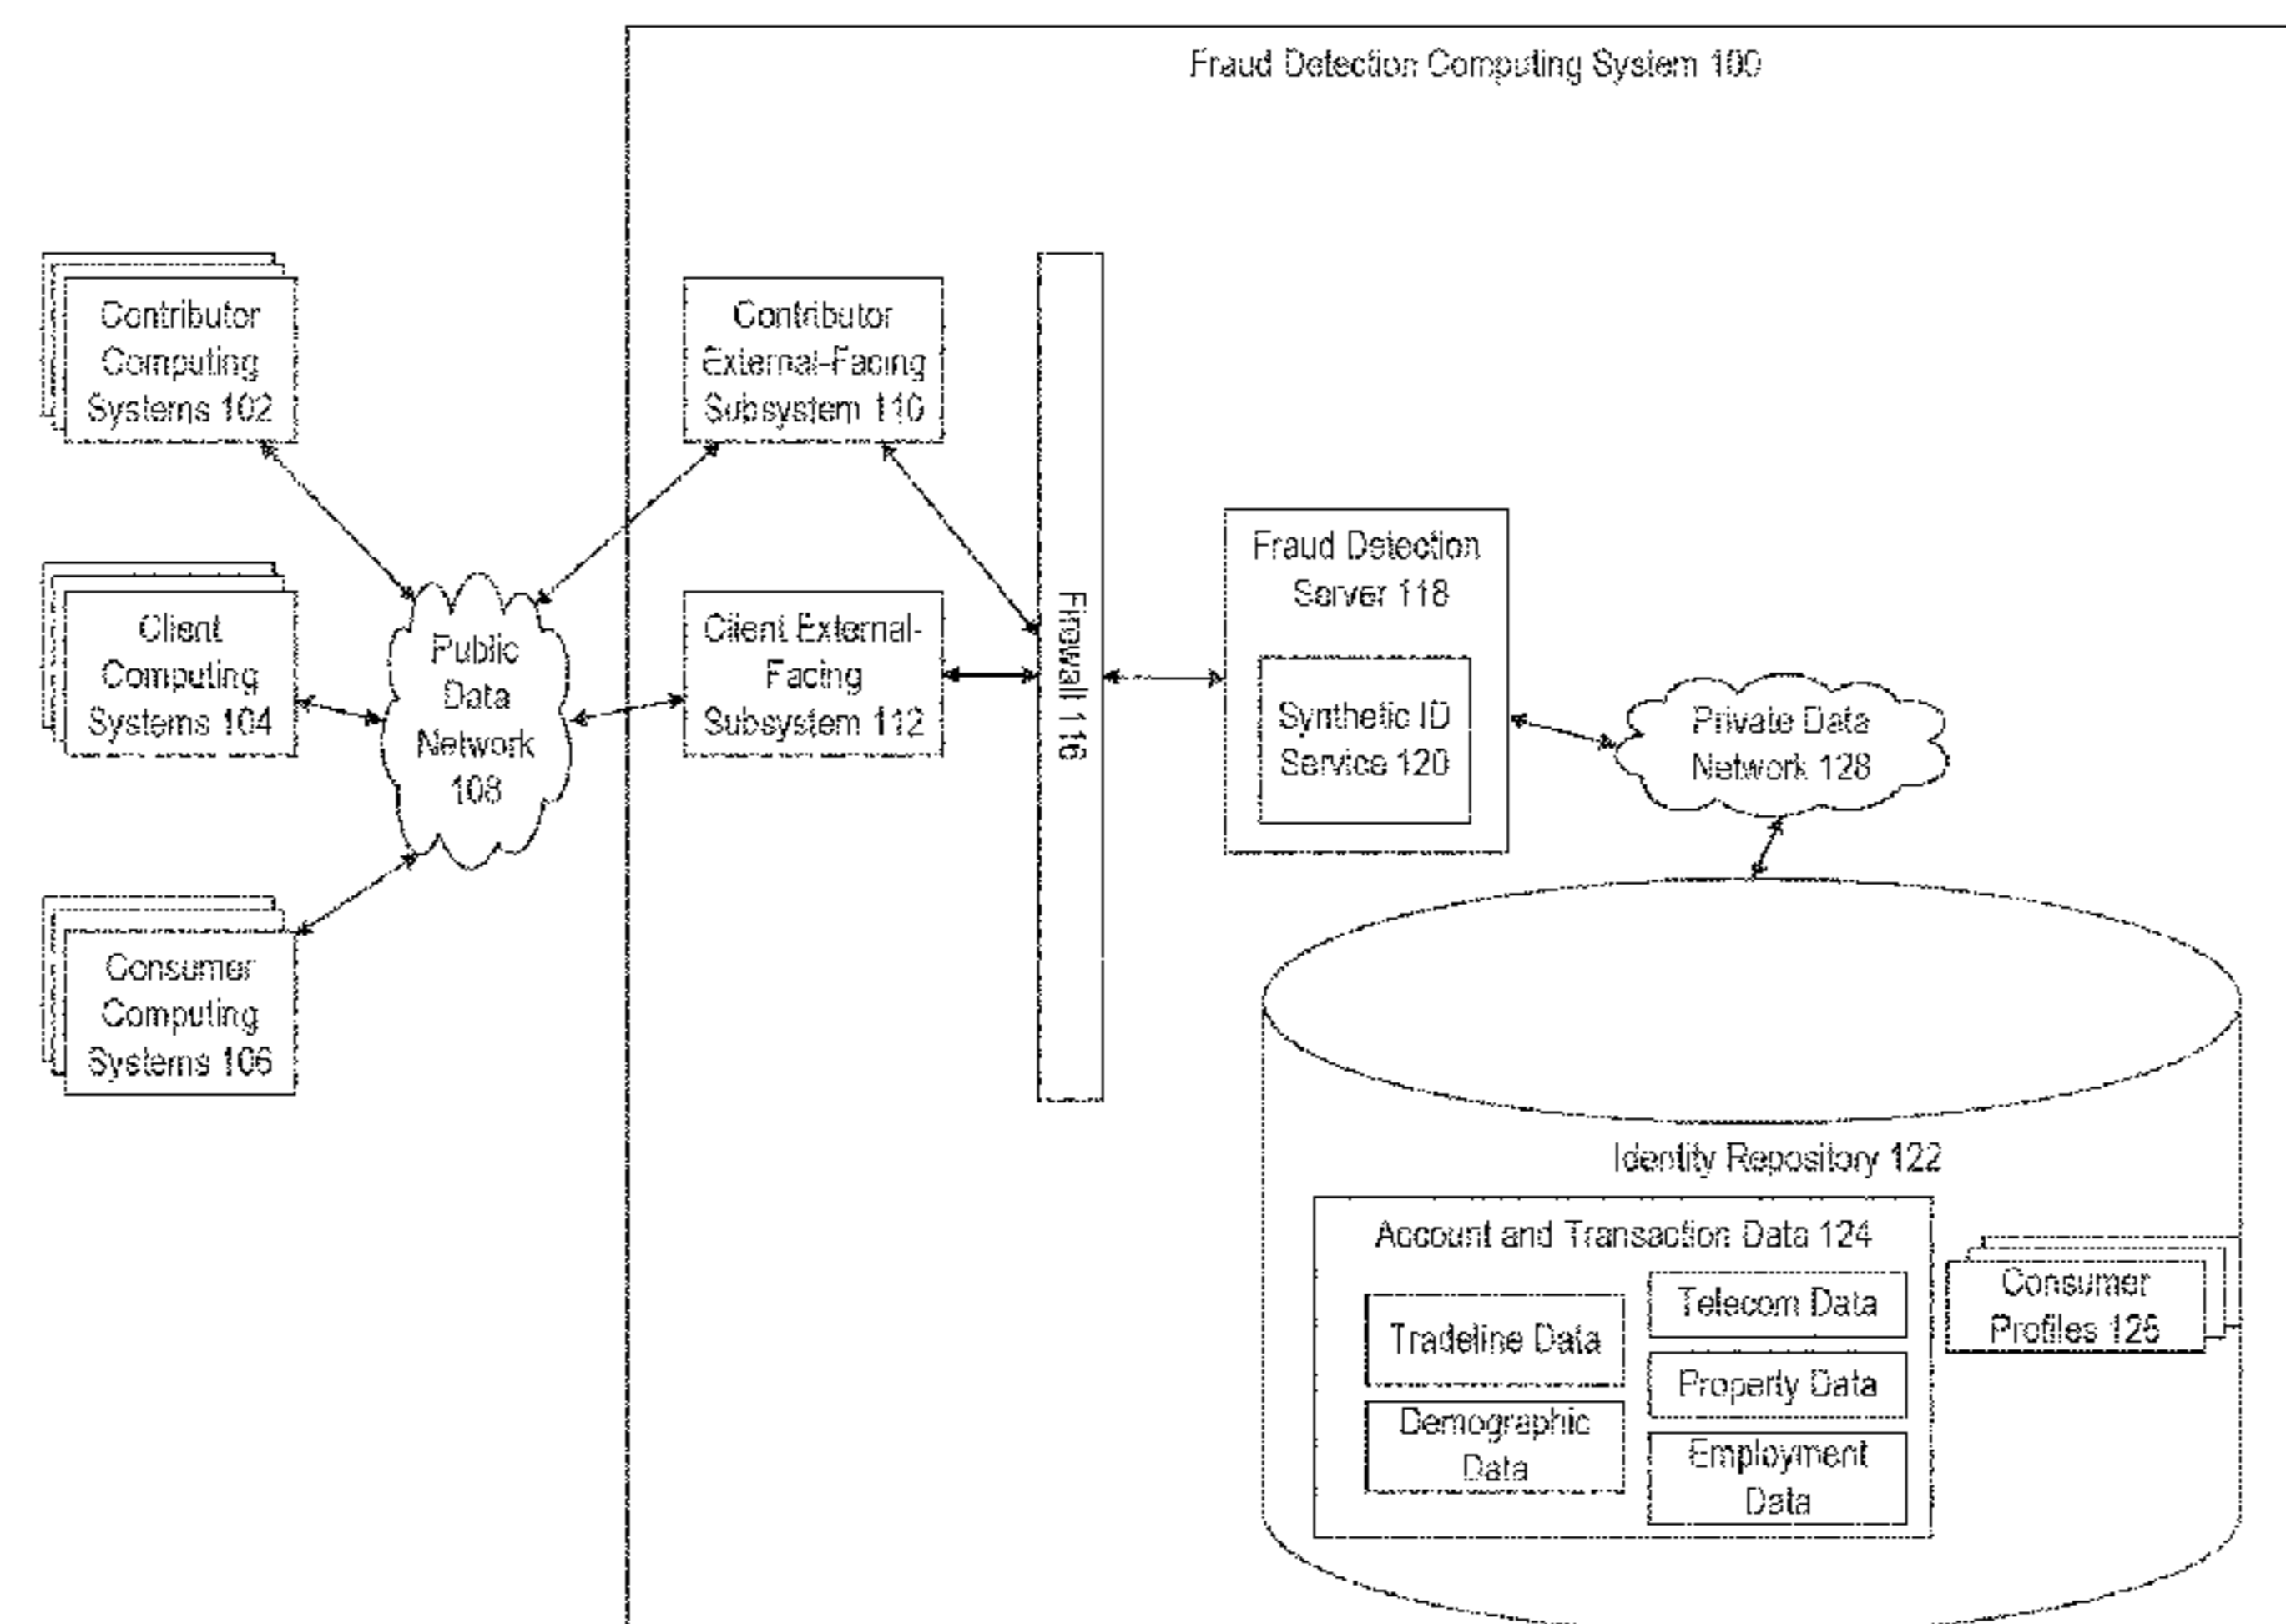 Fraud Detection Computing System 100
Contributor
Computing
Systems 102
Contributor
External-Facing
Subsystem 110
Fraud Detection
Server 118
Client
Computing
Systems 104
Public
Data
Network
108
Client External-
Facing
Subsystem 112
Firewall 116
Synthetic ID
Service 120
Private Data
Network 128
Consumer
Computing
Systems 106
Identity Repository 122
Account and Transaction Data 124
Tradeline Data
Demographic
Data
Telecom Data
Property Data
Employment
Data
Consumer
Profiles 126